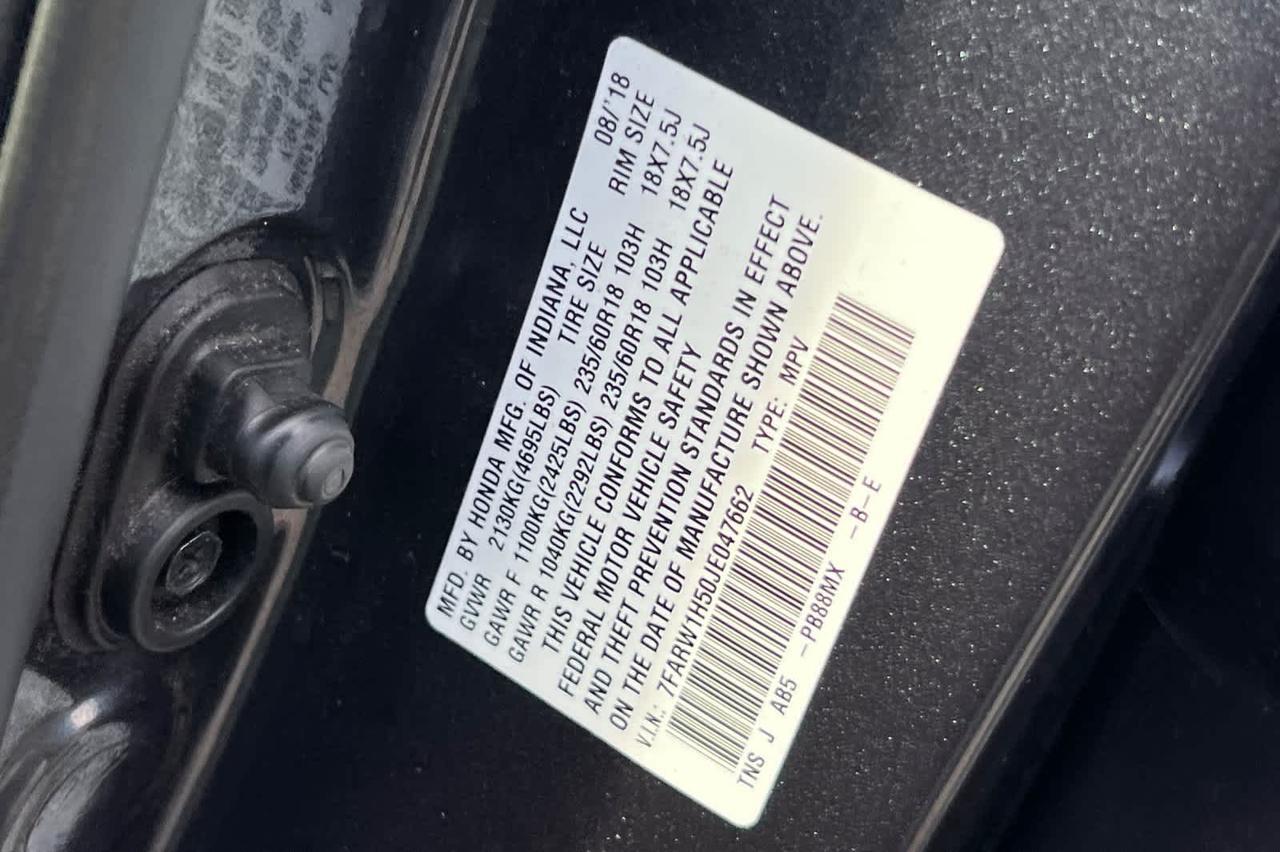 MFD. BY HONDA MFG. OF INDIANA, LLC 08/'18
GVWR 2130KG(4695LBS) TIRE SIZE RIM SIZE
GAWR F 1100KG(2425LBS) 235/60R18 103H 18X7.5J
GAWR R 1040KG(2292LBS) 235/60R18 103H 18X7.5J
THIS VEHICLE CONFORMS TO ALL APPLICABLE
FEDERAL MOTOR VEHICLE SAFETY
AND THEFT PREVENTION STANDARDS IN EFFECT
ON THE DATE OF MANUFACTURE SHOWN ABOVE.
V.I.N.: 7FARW1H50JE047662 TYPE: MPV
TNS J AB5 -PB88MX -B-E